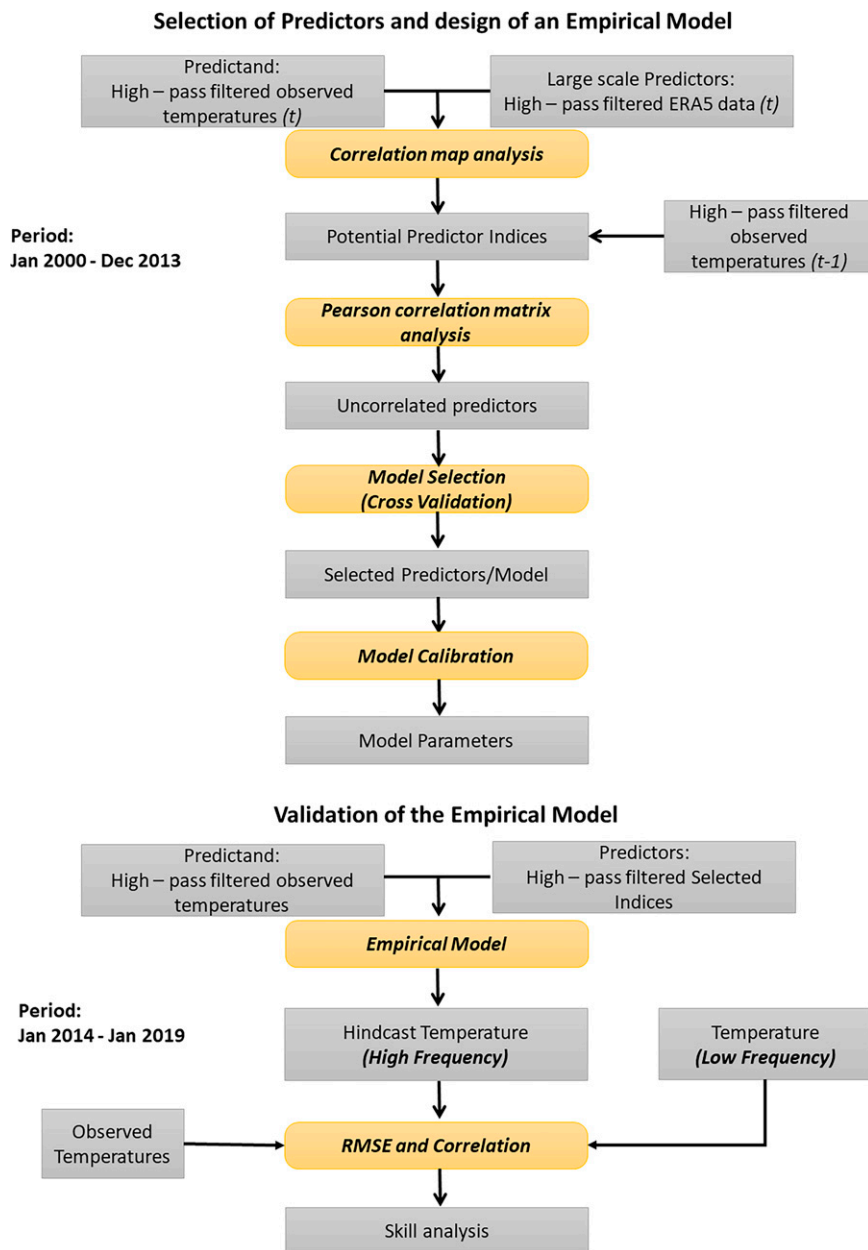 Selection of Predictors and design of an Empirical Model
Predictand:
High – pass filtered observed
temperatures (t)
Large scale Predictors:
High – pass filtered ERA5 data (t)
Correlation map analysis
Period:
Jan 2000 - Dec 2013
Potential Predictor Indices
High – pass filtered
observed
temperatures (t-1)
Pearson correlation matrix
analysis
Uncorrelated predictors
Model Selection
(Cross Validation)
Selected Predictors/Model
Model Calibration
Model Parameters
Validation of the Empirical Model
Predictand:
High – pass filtered observed
temperatures
Predictors:
High – pass filtered Selected
Indices
Empirical Model
Period:
Jan 2014 - Jan 2019
Hindcast Temperature
(High Frequency)
Temperature
(Low Frequency)
Observed
Temperatures
RMSE and Correlation
Skill analysis